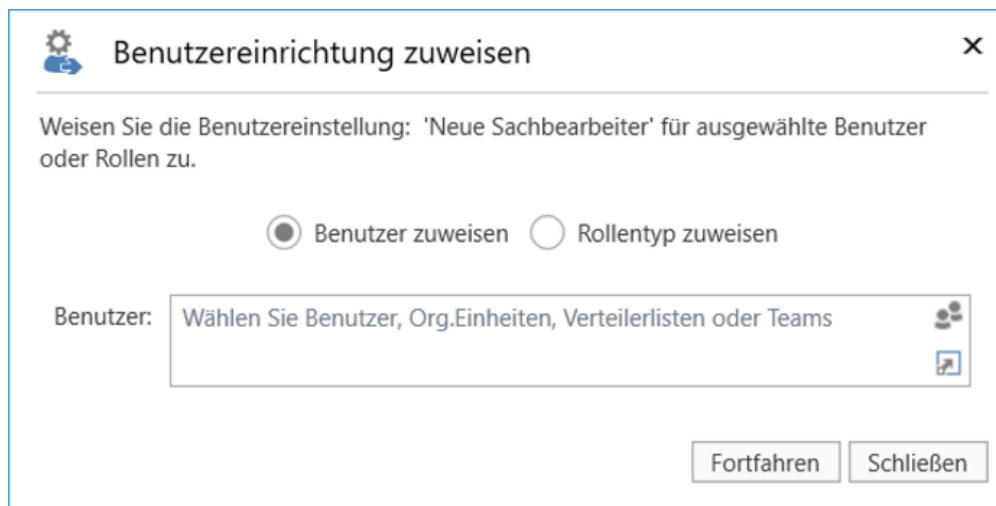 Benutzereinrichtung zuweisen
Weisen Sie die Benutzereinstellung: 'Neue Sachbearbeiter' für ausgewählte Benutzer
oder Rollen zu.
Benutzer zuweisen Rollentyp zuweisen
Benutzer: Wählen Sie Benutzer, Org.Einheiten, Verteilerlisten oder Teams
Fortfahren Schließen